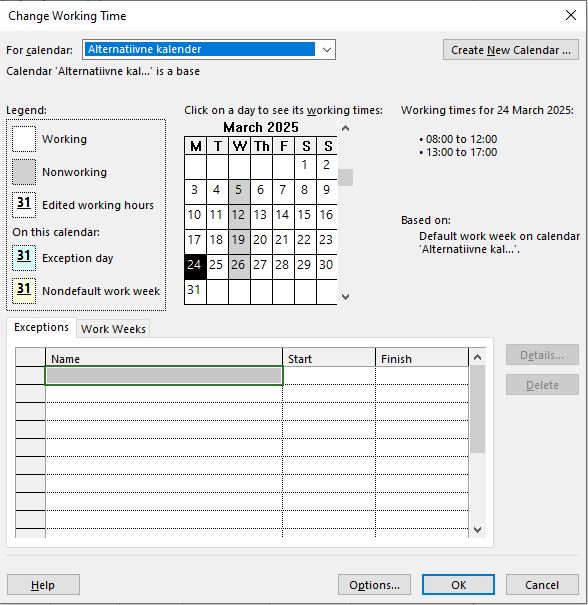 Change Working Time
For calendar: Alternatiivne kalender Create New Calendar ...
Calendar 'Alternatiivne kal...' is a base
Legend:
Working
Nonworking
31 Edited working hours
On this calendar:
31 Exception day
31 Nondefault work week
Click on a day to see its working times:
March 2025
M T W Th F S S
1 2
3 4 5 6 7 8 9
10 11 12 13 14 15 16
17 18 19 20 21 22 23
24 25 26 27 28 29 30
31
Working times for 24 March 2025:
• 08:00 to 12:00
• 13:00 to 17:00
Based on:
Default work week on calendar
'Alternatiivne kal...'.
Exceptions Work Weeks
Name Start Finish
Details...
Delete
Help Options... OK Cancel